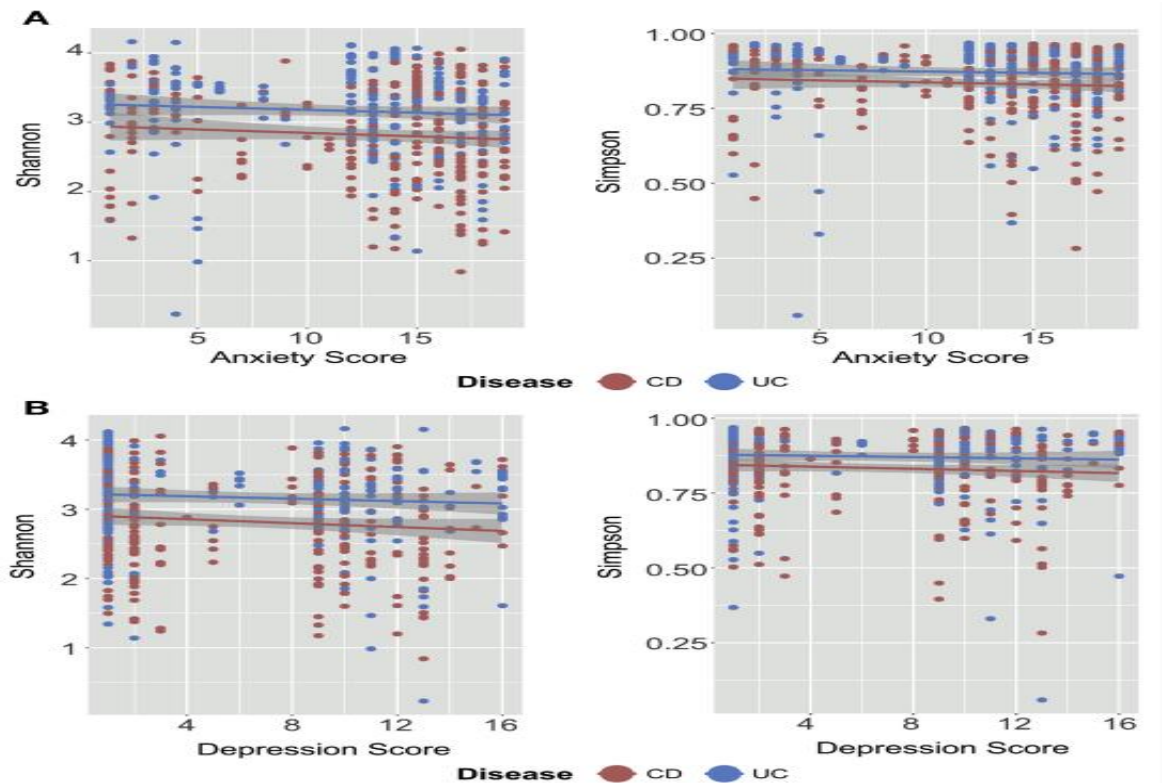 A
4
3
2
1
Shannon
5 10 15
Anxiety Score
1.00
0.75
0.50
0.25
Simpson
5 10 15
Anxiety Score
Disease CD UC
B
4
3
2
1
Shannon
4 8 12 16
Depression Score
1.00
0.75
0.50
0.25
Simpson
4 8 12 16
Depression Score
Disease CD UC